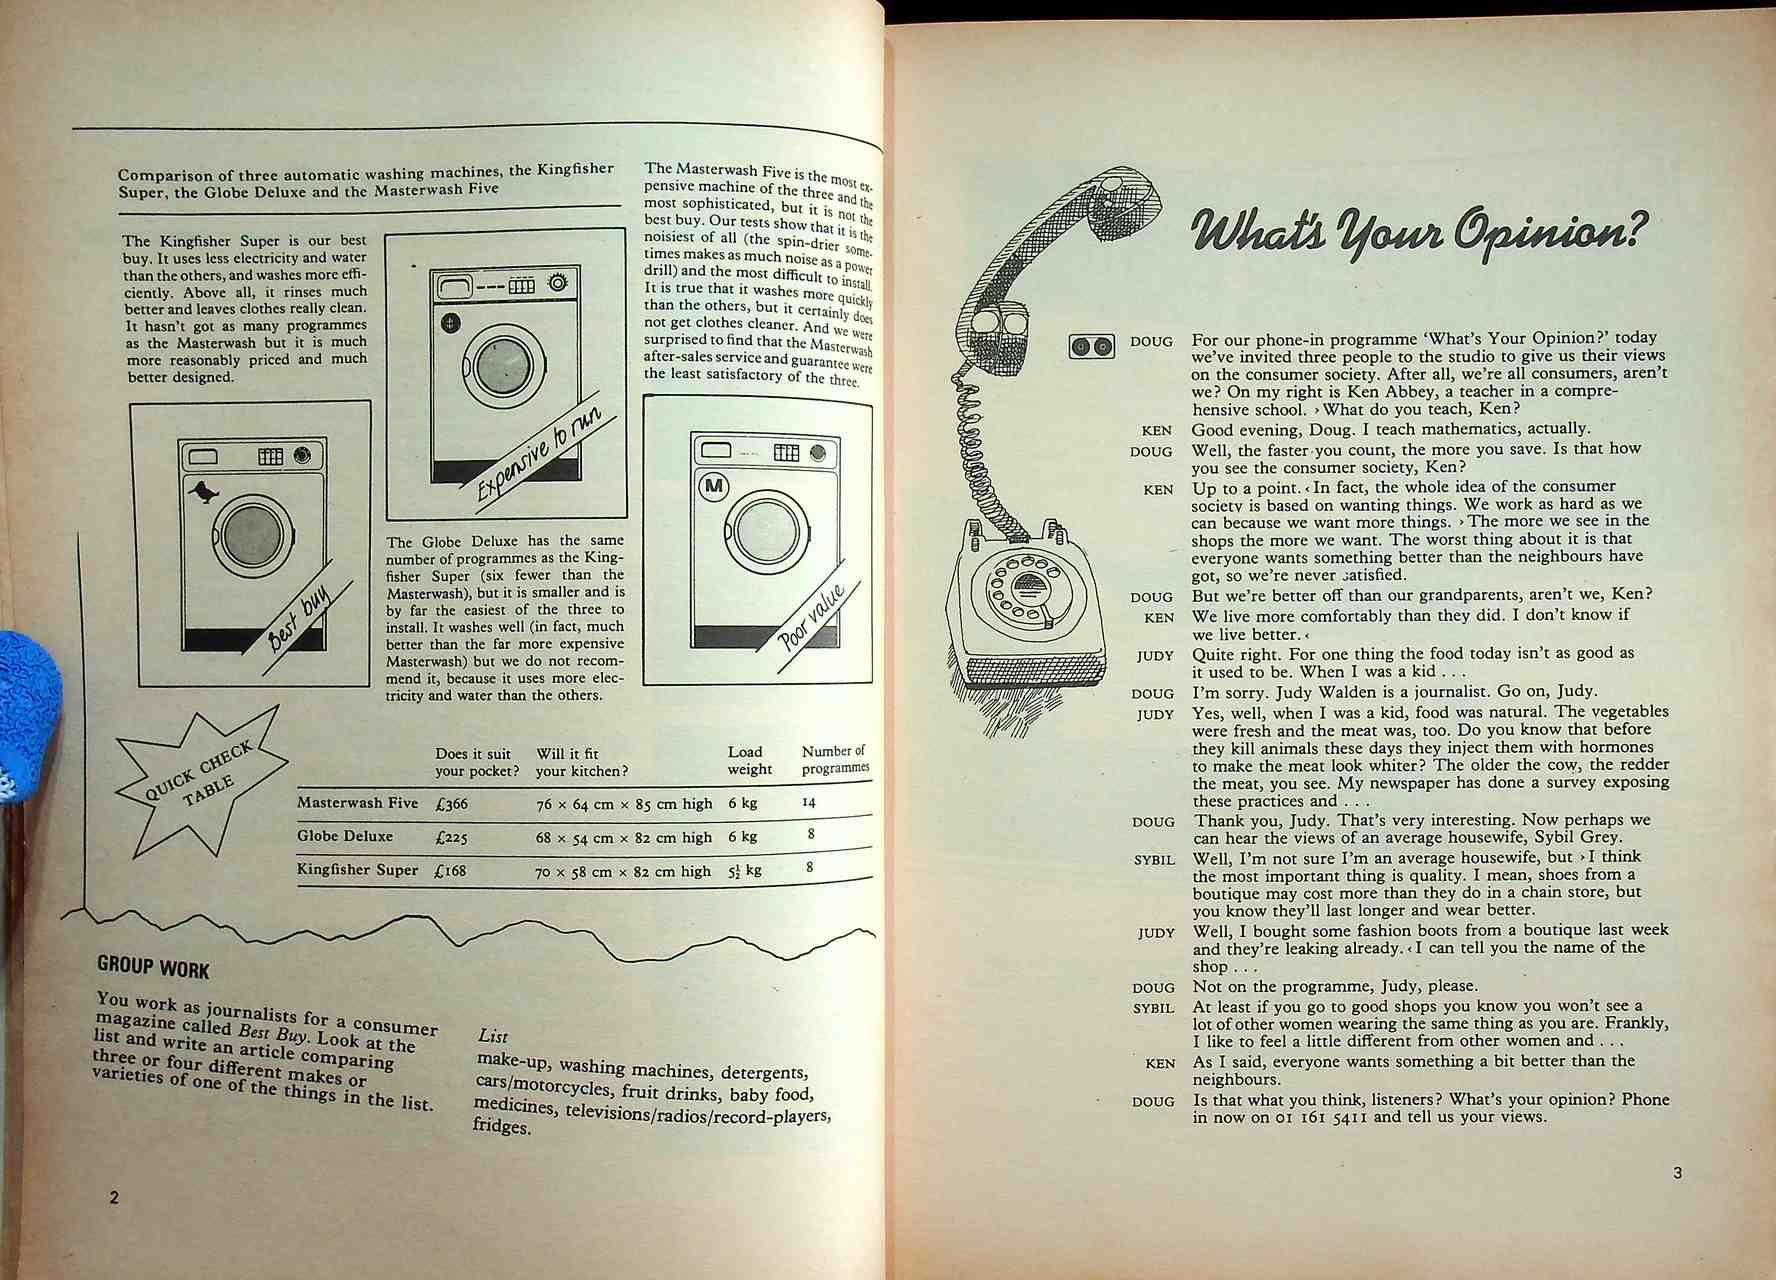 Comparison of three automatic washing machines, the Kingfisher
Super, the Globe Deluxe and the Masterwash Five
The Kingfisher Super is our best
buy. It uses less electricity and water
than the others, and washes more effi-
ciently. Above all, it rinses much
better and leaves clothes really clean.
It hasn't got as many programmes
as the Masterwash but it is much
more reasonably priced and much
better designed.
Best buy
Expensive to run
The Globe Deluxe has the same
number of programmes as the King-
fisher Super (six fewer than the
Masterwash), but it is smaller and is
by far the easiest of the three to
install. It washes well (in fact, much
better than the far more expensive
Masterwash) but we do not recom-
mend it, because it uses more elec-
tricity and water than the others.
The Masterwash Five is the most ex-
pensive machine of the three and the
most sophisticated, but it is not the
best buy. Our tests show that it is the
noisiest of all (the spin-drier some-
times makes as much noise as a power
drill) and the most difficult to install.
It is true that it washes more quickly
than the others, but it certainly does
not get clothes cleaner. And we were
surprised to find that the Masterwash
after-sales service and guarantee were
the least satisfactory of the three.
M
Poor value
QUICK CHECK
TABLE
Does it suit your pocket? Will it fit your kitchen? Load weight Number of programmes
Masterwash Five £366 76 × 64 cm × 85 cm high 6 kg 14
Globe Deluxe £225 68 × 54 cm × 82 cm high 6 kg 8
Kingfisher Super £168 70 × 58 cm × 82 cm high 5½ kg 8
GROUP WORK
You work as journalists for a consumer
magazine called Best Buy. Look at the
list and write an article comparing
three or four different makes or
varieties of one of the things in the list.
List
make-up, washing machines, detergents,
cars/motorcycles, fruit drinks, baby food,
medicines, televisions/radios/record-players,
fridges.
2
What's Your Opinion?
DOUG For our phone-in programme ‘What's Your Opinion?’ today
we've invited three people to the studio to give us their views
on the consumer society. After all, we're all consumers, aren't
we? On my right is Ken Abbey, a teacher in a compre-
hensive school. › What do you teach, Ken?
KEN Good evening, Doug. I teach mathematics, actually.
DOUG Well, the faster you count, the more you save. Is that how
you see the consumer society, Ken?
KEN Up to a point. ‹ In fact, the whole idea of the consumer
society is based on wanting things. We work as hard as we
can because we want more things. › The more we see in the
shops the more we want. The worst thing about it is that
everyone wants something better than the neighbours have
got, so we're never satisfied.
DOUG But we're better off than our grandparents, aren't we, Ken?
KEN We live more comfortably than they did. I don't know if
we live better. ‹
JUDY Quite right. For one thing the food today isn't as good as
it used to be. When I was a kid . . .
DOUG I'm sorry. Judy Walden is a journalist. Go on, Judy.
JUDY Yes, well, when I was a kid, food was natural. The vegetables
were fresh and the meat was, too. Do you know that before
they kill animals these days they inject them with hormones
to make the meat look whiter? The older the cow, the redder
the meat, you see. My newspaper has done a survey exposing
these practices and . . .
DOUG Thank you, Judy. That's very interesting. Now perhaps we
can hear the views of an average housewife, Sybil Grey.
SYBIL Well, I'm not sure I'm an average housewife, but › I think
the most important thing is quality. I mean, shoes from a
boutique may cost more than they do in a chain store, but
you know they'll last longer and wear better.
JUDY Well, I bought some fashion boots from a boutique last week
and they're leaking already. ‹ I can tell you the name of the
shop . . .
DOUG Not on the programme, Judy, please.
SYBIL At least if you go to good shops you know you won't see a
lot of other women wearing the same thing as you are. Frankly,
I like to feel a little different from other women and . . .
KEN As I said, everyone wants something a bit better than the
neighbours.
DOUG Is that what you think, listeners? What's your opinion? Phone
in now on 01 161 5411 and tell us your views.
3